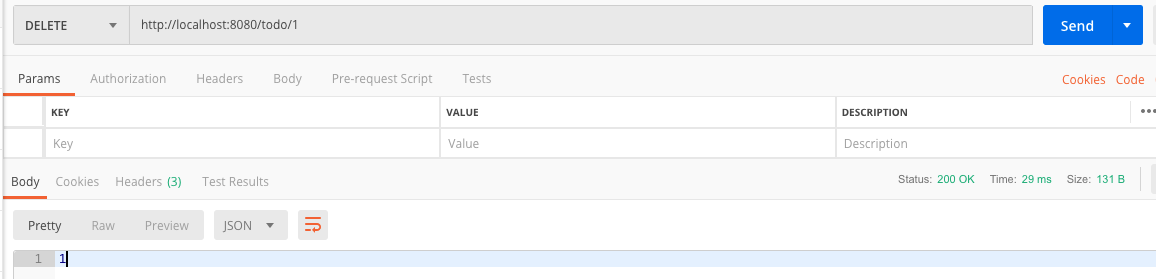 DELETE http://localhost:8080/todo/1 Send
Params Authorization Headers Body Pre-request Script Tests Cookies Code
KEY VALUE DESCRIPTION •••
Key Value Description
Body Cookies Headers (3) Test Results Status: 200 OK Time: 29 ms Size: 131 B
Pretty Raw Preview JSON
1 1